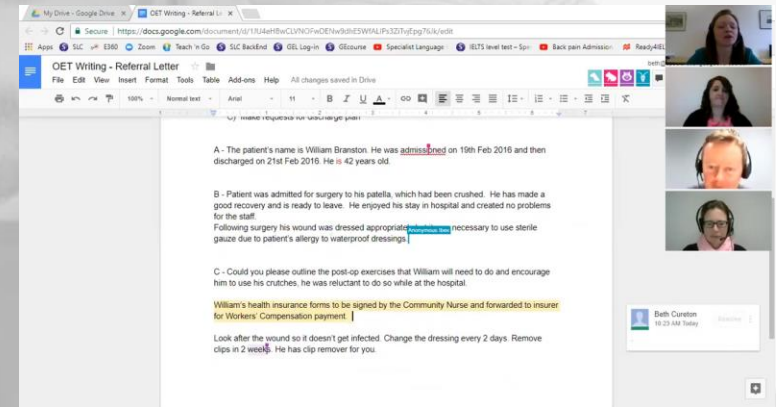 My Drive - Google Drive
OET Writing - Referral L
Secure
https://docs.google.com/document/d/
/edit
Apps
SLC
E360
Zoom
Teach 'n Go
SLC BackEnd
GEL Log-in
GEcourse
Specialist Language
IELTS level test – Spe
Back pain Admission
OET Writing - Referral Letter
File Edit View Insert Format Tools Table Add-ons Help All changes saved in Drive
100% Normal text Arial 11 B I U A
C) make requests for discharge plan
A - The patient's name is William Branston. He was admissioned on 19th Feb 2016 and then
discharged on 21st Feb 2016. He is 42 years old.
B - Patient was admitted for surgery to his patella, which had been crushed. He has made a
good recovery and is ready to leave. He enjoyed his stay in hospital and created no problems
for the staff.
Following surgery his wound was dressed necessary to use sterile
gauze due to patient's allergy to waterproof dressings.
C - Could you please outline the post-op exercises that William will need to do and encourage
him to use his crutches, he was reluctant to do so while at the hospital.
William's health insurance forms to be signed by the Community Nurse and forwarded to insurer
for Workers' Compensation payment.
Look after the wound so it doesn't get infected. Change the dressing every 2 days. Remove
clips in 2 weeks. He has clip remover for you.
Beth Cureton
10:23 AM Today
Resolve